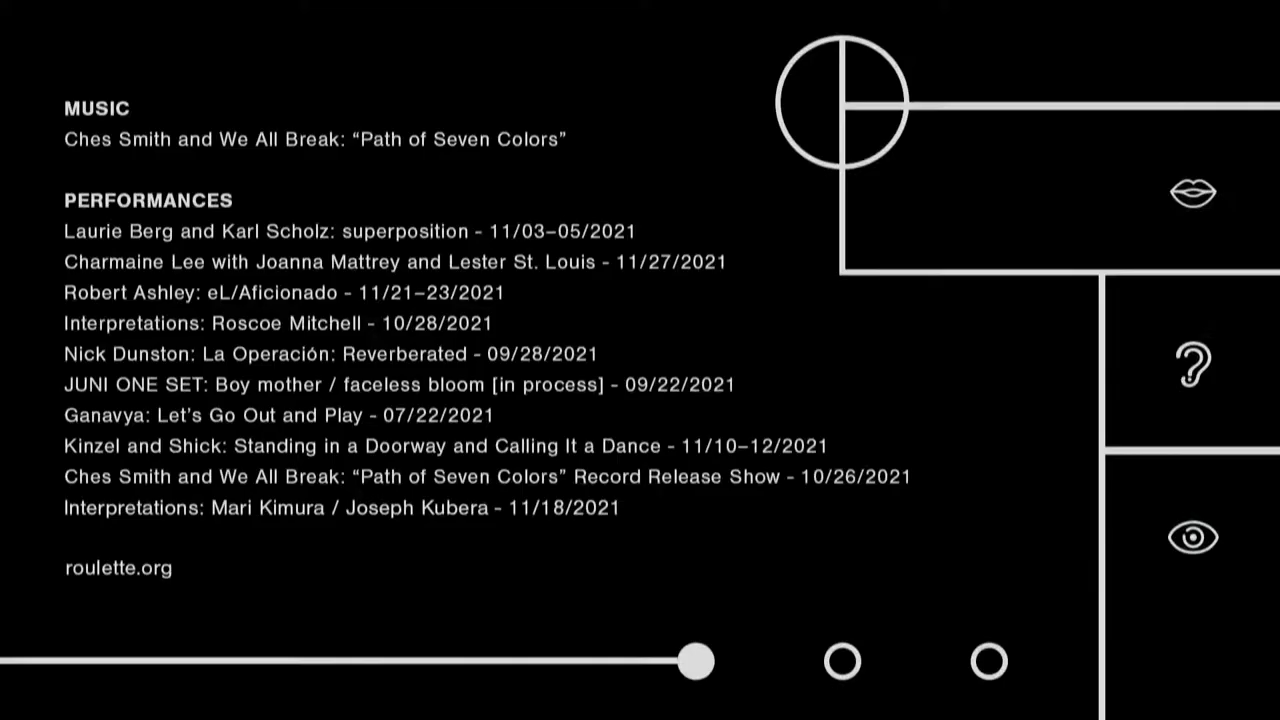 MUSIC
Ches Smith and We All Break: “Path of Seven Colors”
PERFORMANCES
Laurie Berg and Karl Scholz: superposition - 11/03–05/2021
Charmaine Lee with Joanna Mattrey and Lester St. Louis - 11/27/2021
Robert Ashley: eL/Aficionado - 11/21–23/2021
Interpretations: Roscoe Mitchell - 10/28/2021
Nick Dunston: La Operación: Reverberated - 09/28/2021
JUNI ONE SET: Boy mother / faceless bloom [in process] - 09/22/2021
Ganavya: Let’s Go Out and Play - 07/22/2021
Kinzel and Shick: Standing in a Doorway and Calling It a Dance - 11/10–12/2021
Ches Smith and We All Break: “Path of Seven Colors” Record Release Show - 10/26/2021
Interpretations: Mari Kimura / Joseph Kubera - 11/18/2021
roulette.org